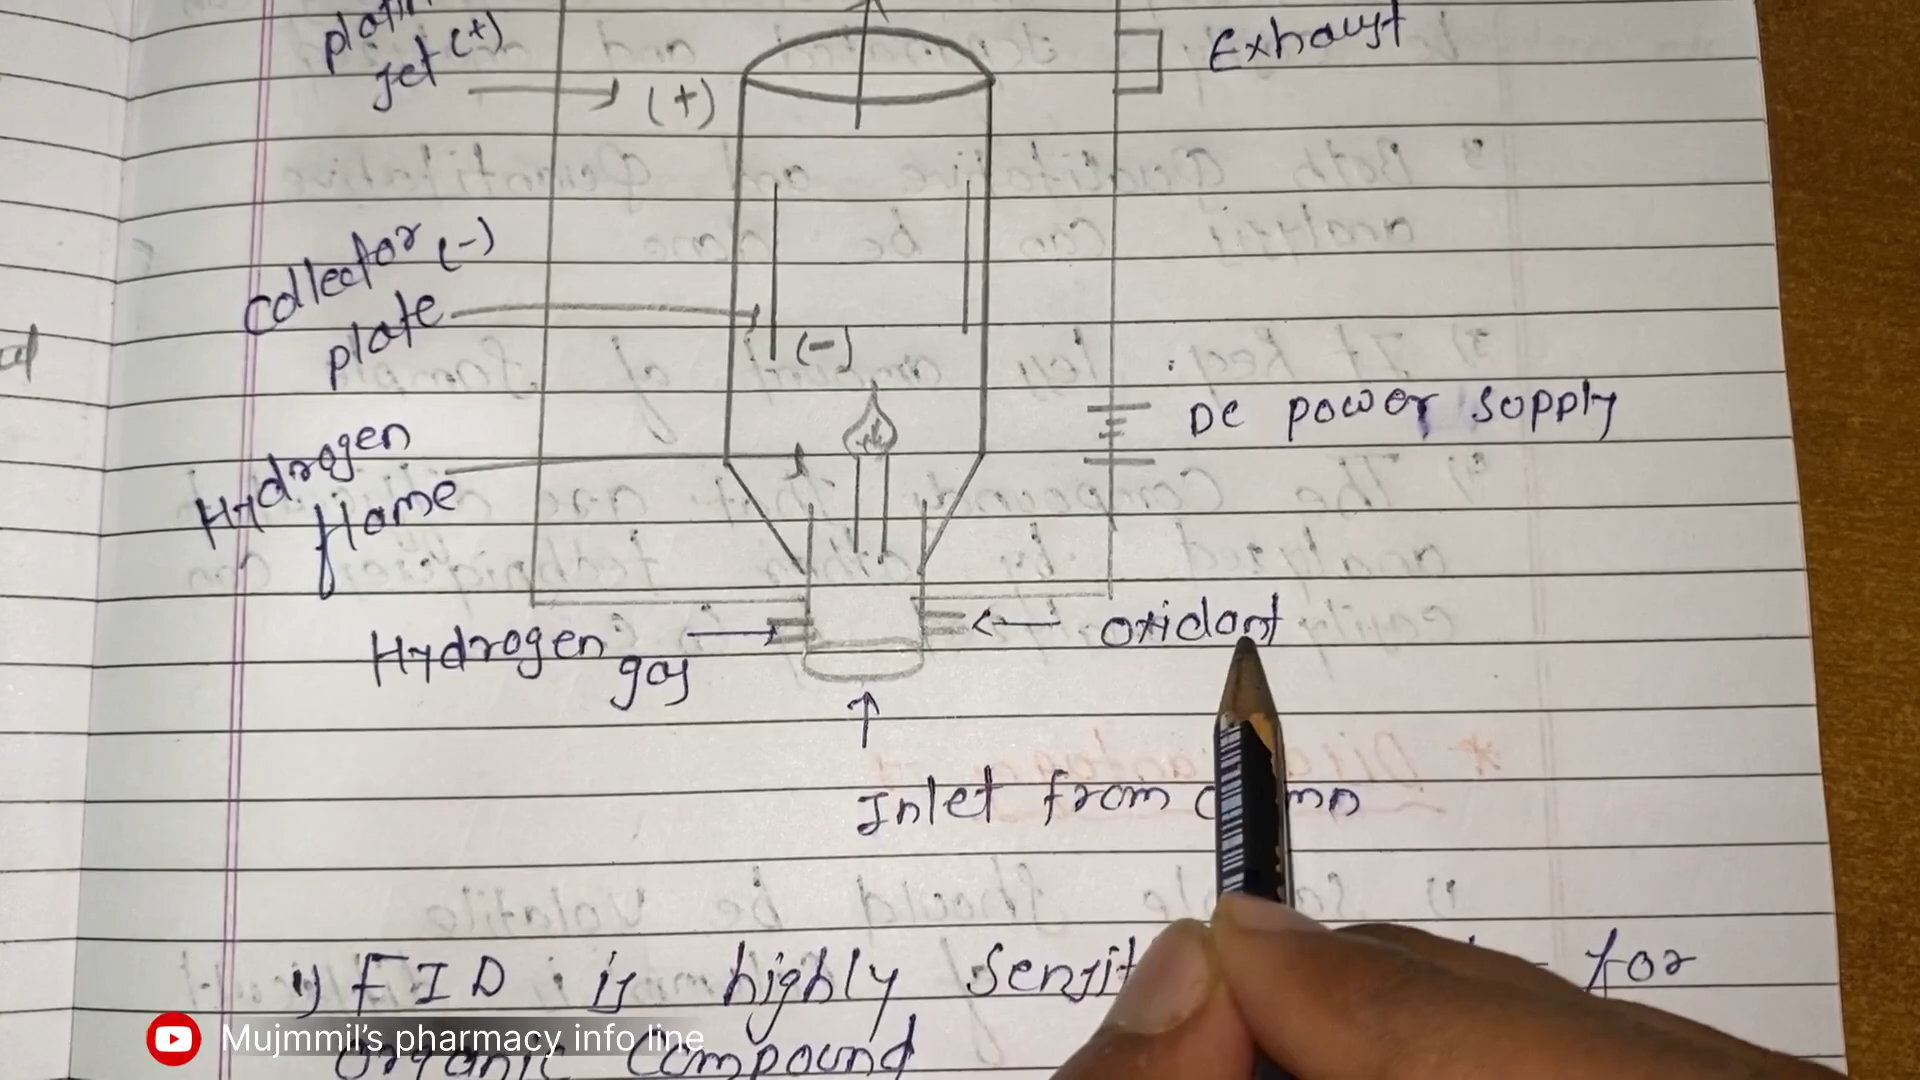 jet (+)
(+)
Exhaust
Collector (-)
plate
(-)
DC power supply
Hydrogen
flame
Hydrogen
gas
oxidant
Inlet from
1) FID is highly for
organic Compound
Mujmmil's pharmacy info line